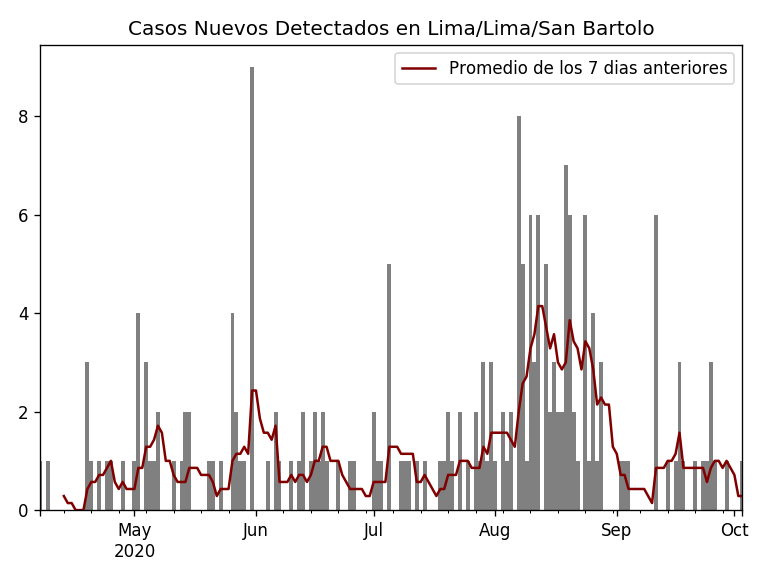 Casos Nuevos Detectados en Lima/Lima/San Bartolo
Promedio de los 7 dias anteriores
8
6
4
2
0
May Jun Jul Aug Sep Oct
2020